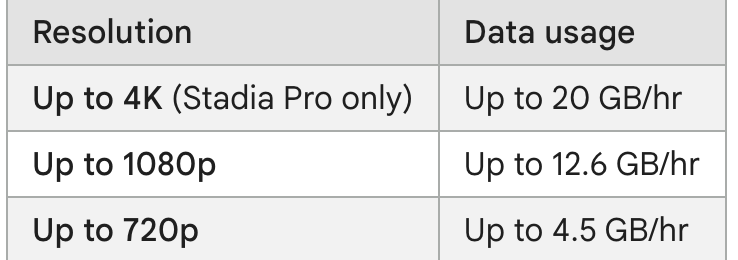 Resolution Data usage
Up to 4K (Stadia Pro only) Up to 20 GB/hr
Up to 1080p Up to 12.6 GB/hr
Up to 720p Up to 4.5 GB/hr